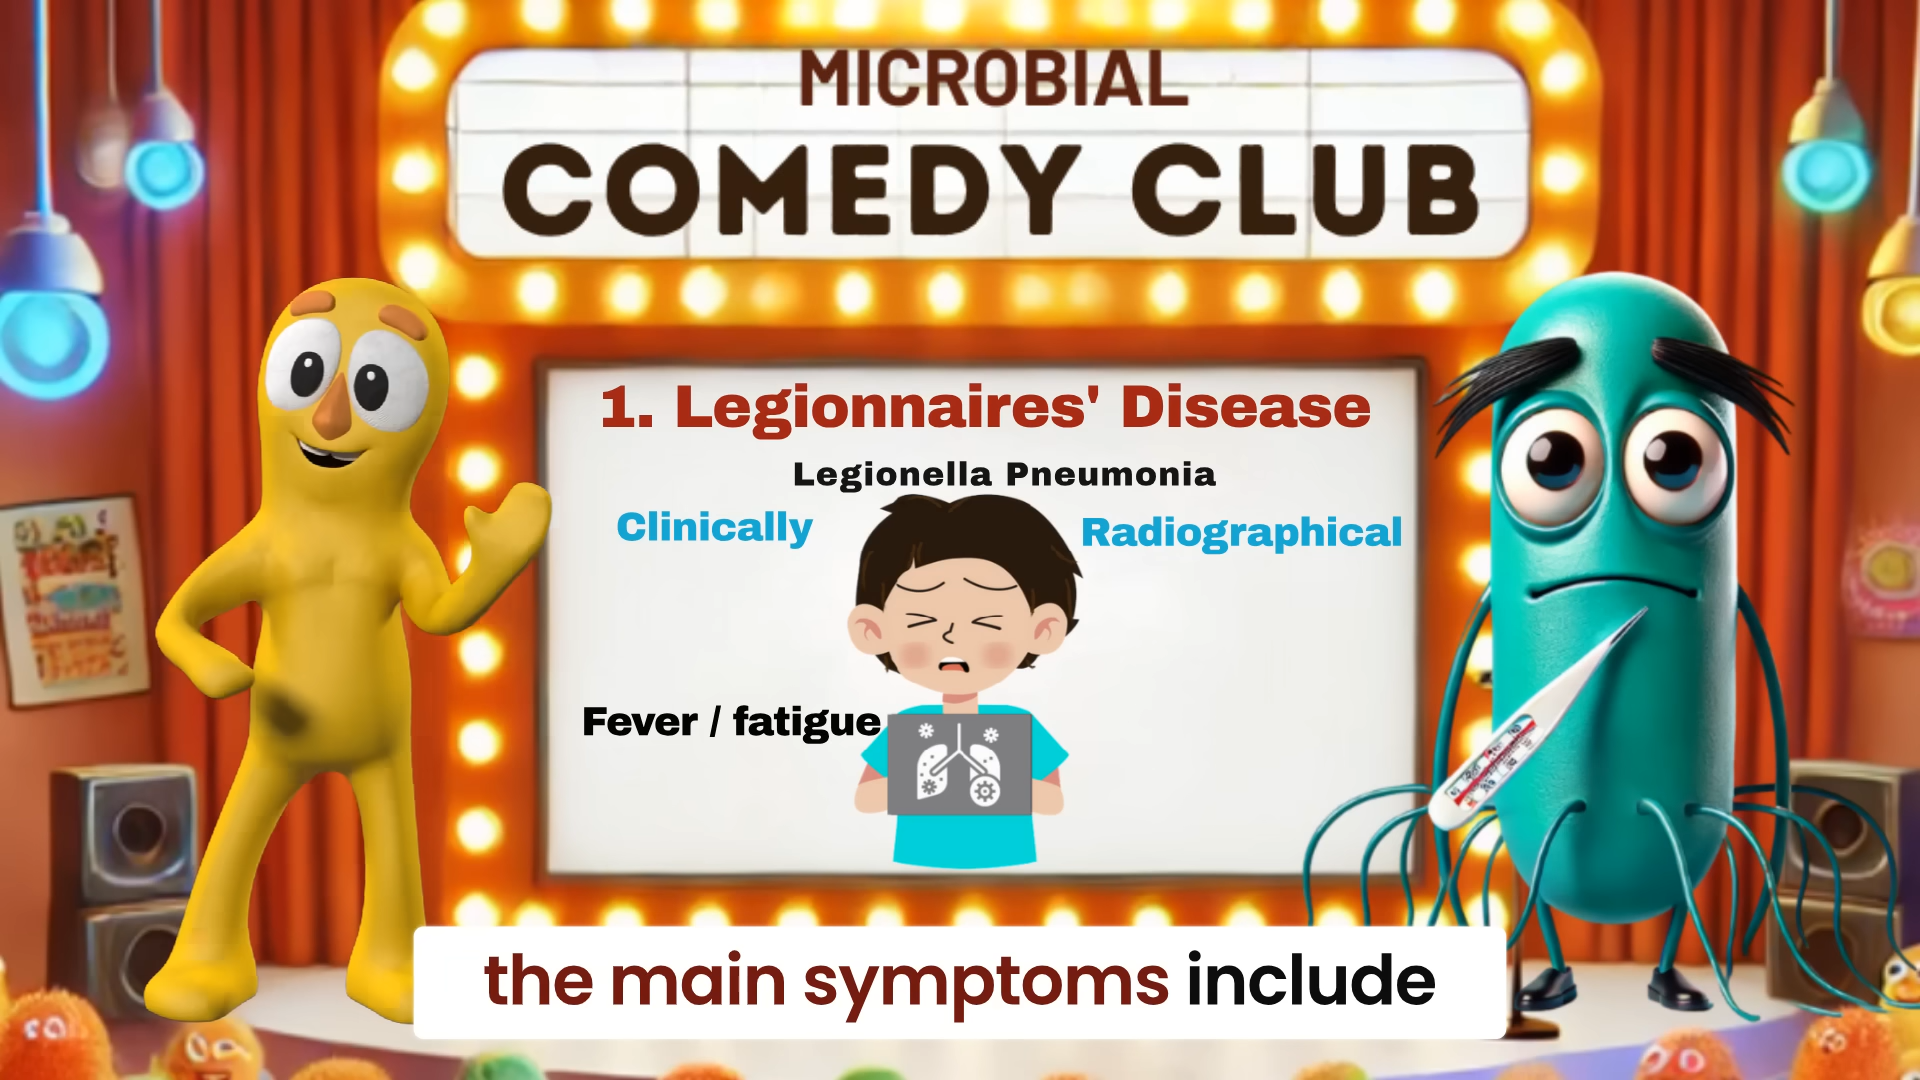 MICROBIAL
COMEDY CLUB
1. Legionnaires' Disease
Legionella Pneumonia
Clinically
Radiographical
Fever / fatigue
the main symptoms include